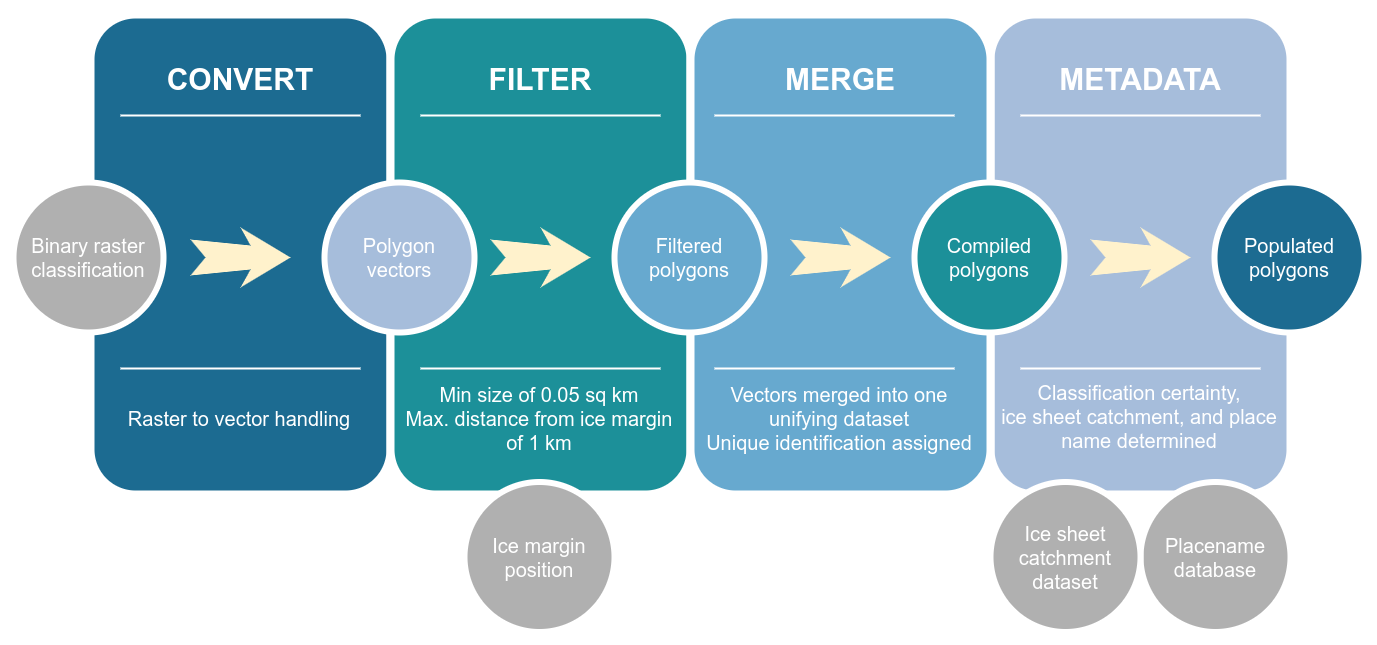 CONVERT
FILTER
MERGE
METADATA
Binary raster
classification
Polygon
vectors
Filtered
polygons
Compiled
polygons
Populated
polygons
Raster to vector handling
Min size of 0.05 sq km
Max. distance from ice margin
of 1 km
Vectors merged into one
unifying dataset
Unique identification assigned
Classification certainty,
ice sheet catchment, and place
name determined
Ice margin
position
Ice sheet
catchment
dataset
Placename
database